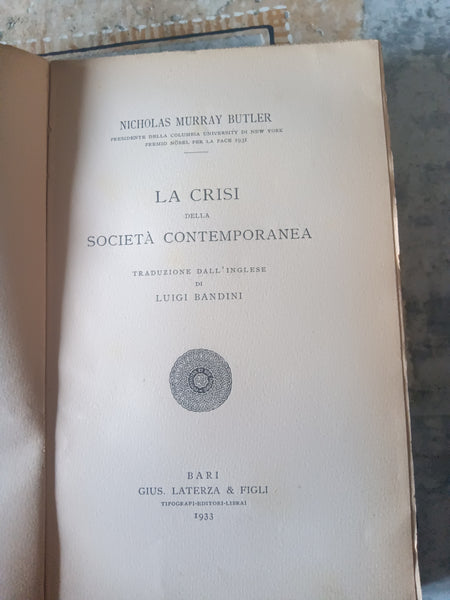 NICHOLAS MURRAY BUTLER
PRESIDENTE DELLA COLUMBIA UNIVERSITY DI NEW YORK
PREMIO NÖBEL PER LA PACE 1931
LA CRISI
DELLA
SOCIETÀ CONTEMPORANEA
TRADUZIONE DALL'INGLESE
DI
LUIGI BANDINI
BARI
GIUS. LATERZA & FIGLI
TIPOGRAFI-EDITORI-LIBRAI
1933